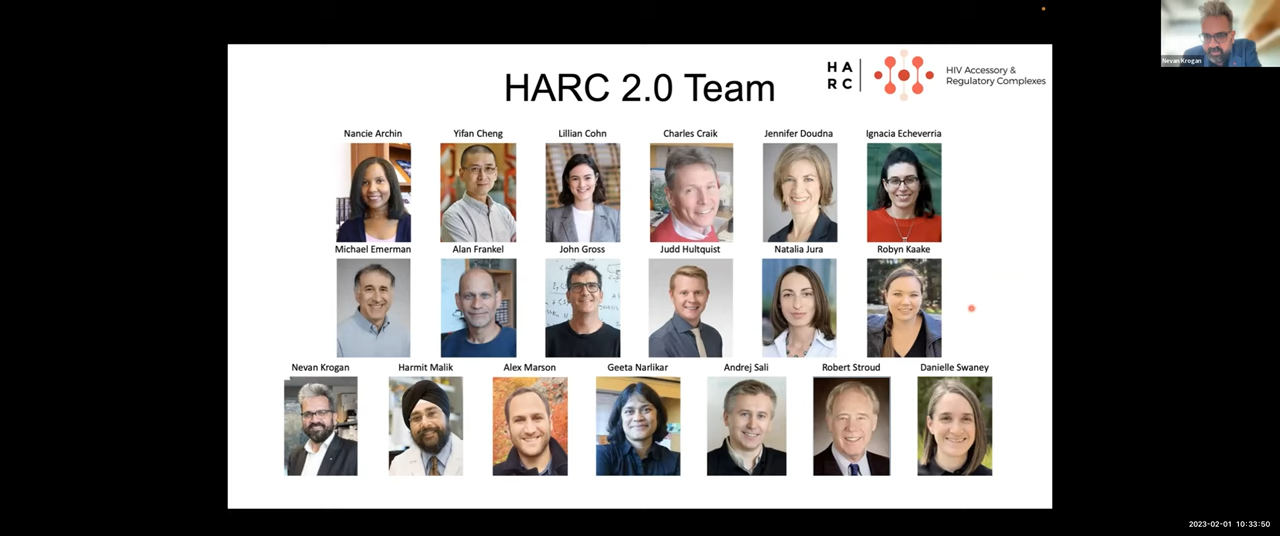 HARC 2.0 Team
H A
R C
HIV Accessory &
Regulatory Complexes
Nevan Krogan
Nancie Archin Yifan Cheng Lillian Cohn Charles Craik Jennifer Doudna Ignacia Echeverria
Michael Emerman Alan Frankel John Gross Judd Hultquist Natalia Jura Robyn Kaake
Nevan Krogan Harmit Malik Alex Marson Geeta Narlikar Andrej Sali Robert Stroud Danielle Swaney
2023-02-01 10:33:50